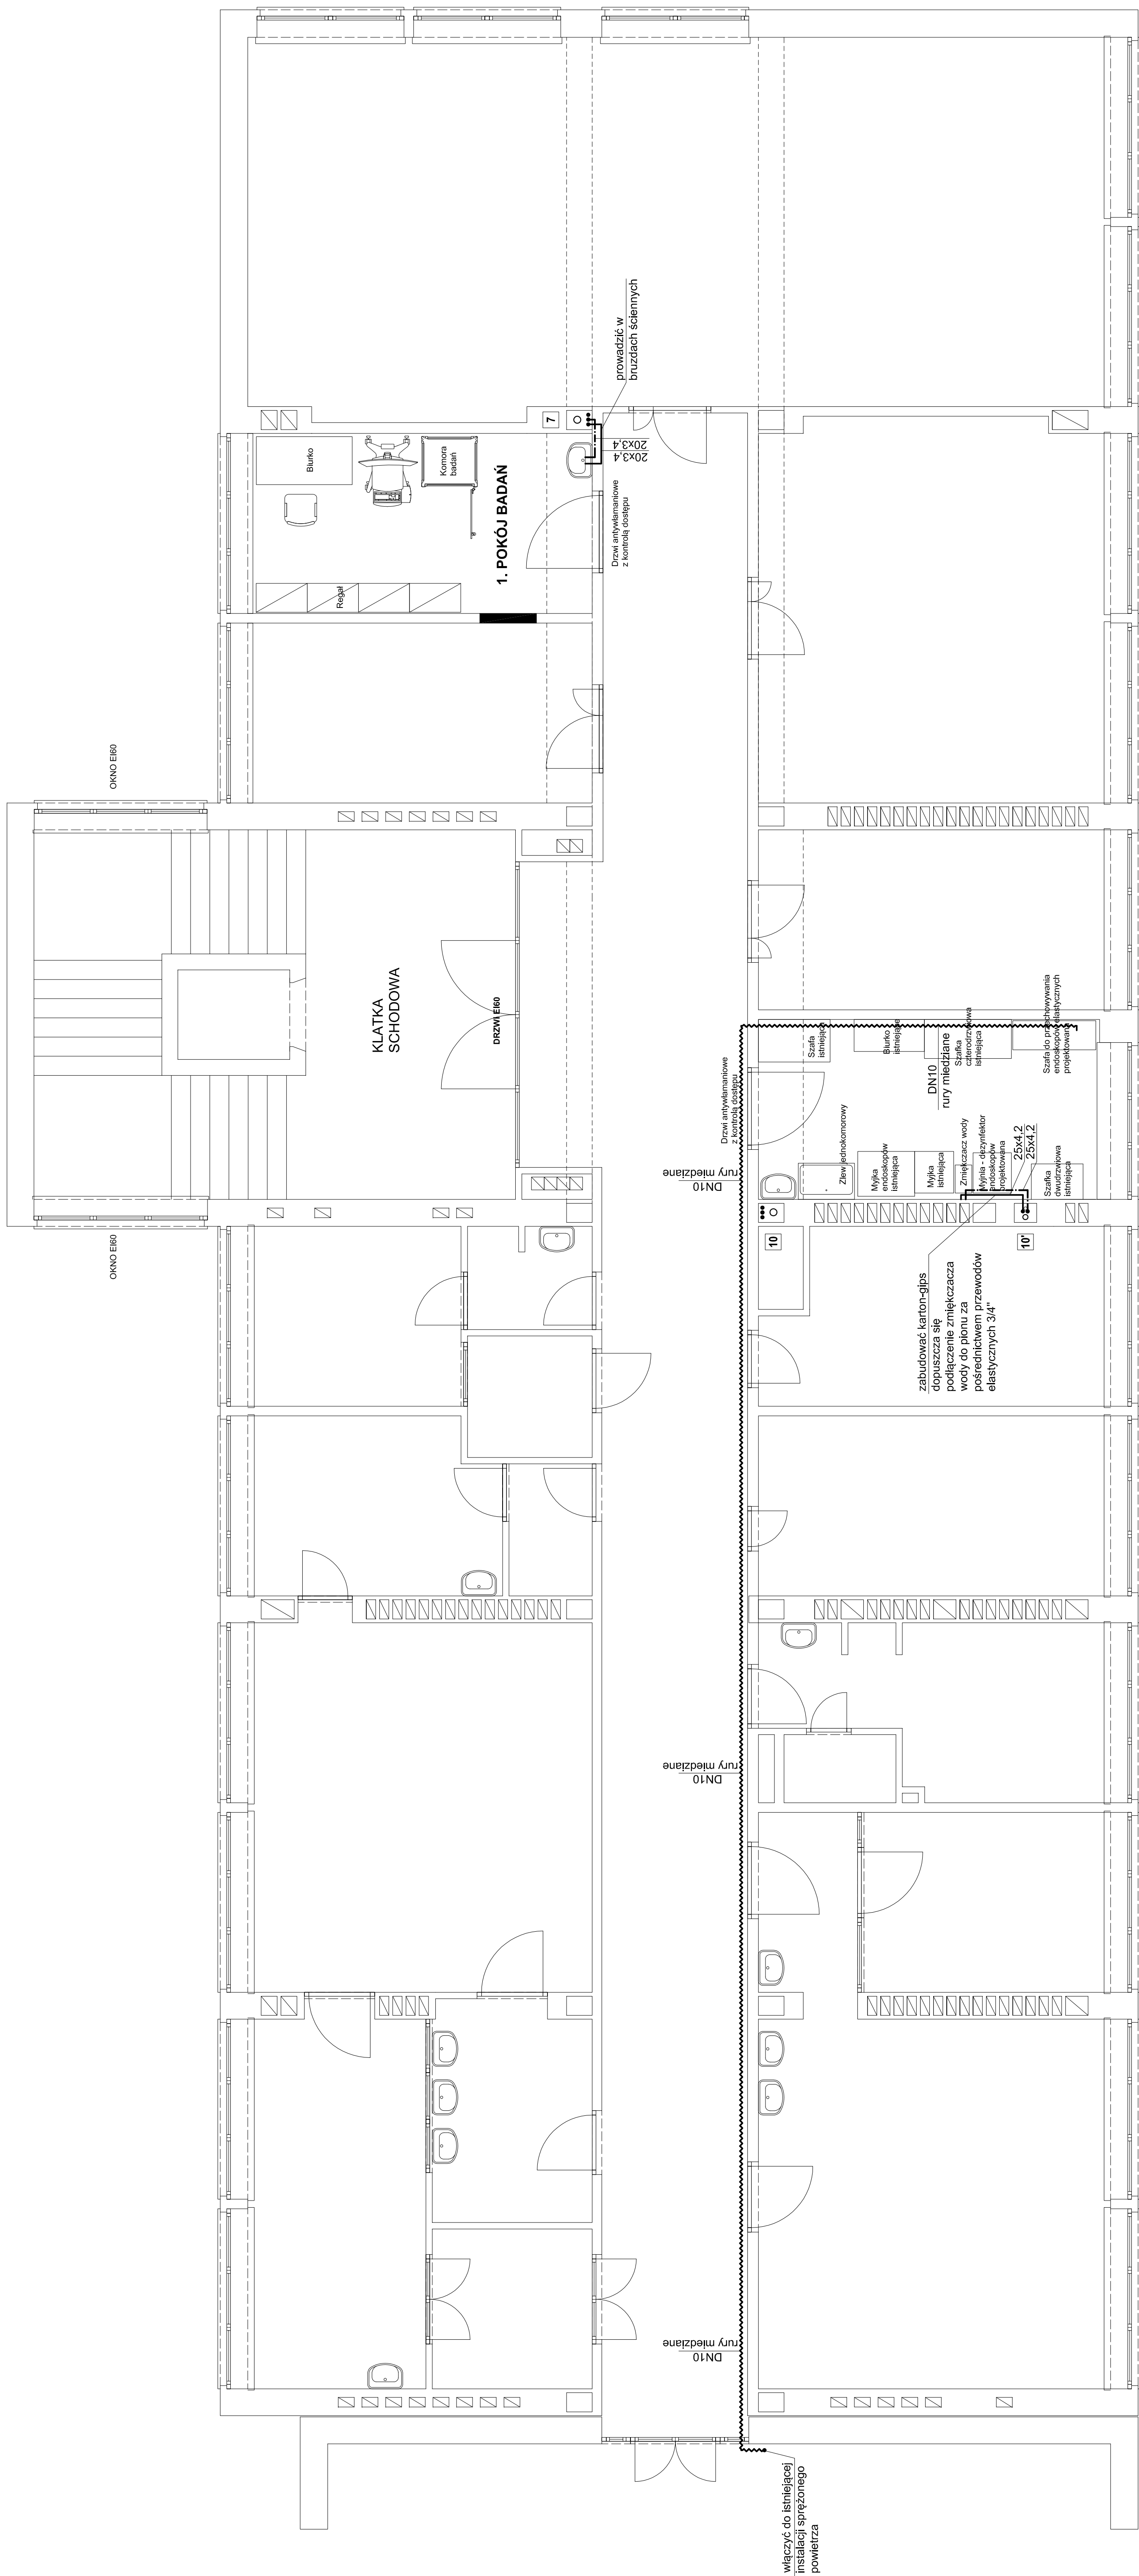 OKNO EI60
prowadzić w
bruzdach ściennych
7
20x3,4
20x3,4
Biurko
Komora
badań
1. POKÓJ BADAŃ
Regał
Drzwi antywłamaniowe
z kontrolą dostępu
KLATKA
SCHODOWA
DRZWI EI60
OKNO EI60
Drzwi antywłamaniowe
z kontrolą dostępu
Szafa
istniejąca
Biurko
istniejące
Szafka
czterodrzwiowa
istniejąca
Szafa do przechowywania
endoskopów elastycznych
projektowana
DN10
rury miedziane
Zlew jednokomorowy
Myjka
endoskopów
istniejąca
Myjka
istniejąca
Zmiękczacz wody
Myjnia - dezynfektor
endoskopów
projektowana
25x4,2
25x4,2
Szafka
dwudrzwiowa
istniejąca
10
10'
zabudować karton-gips
dopuszcza się
podłączenie zmiękczacza
wody do pionu za
pośrednictwem przewodów
elastycznych 3/4"
rury miedziane
DN10
rury miedziane
DN10
rury miedziane
DN10
włączyć do istniejącej
instalacji sprężonego
powietrza